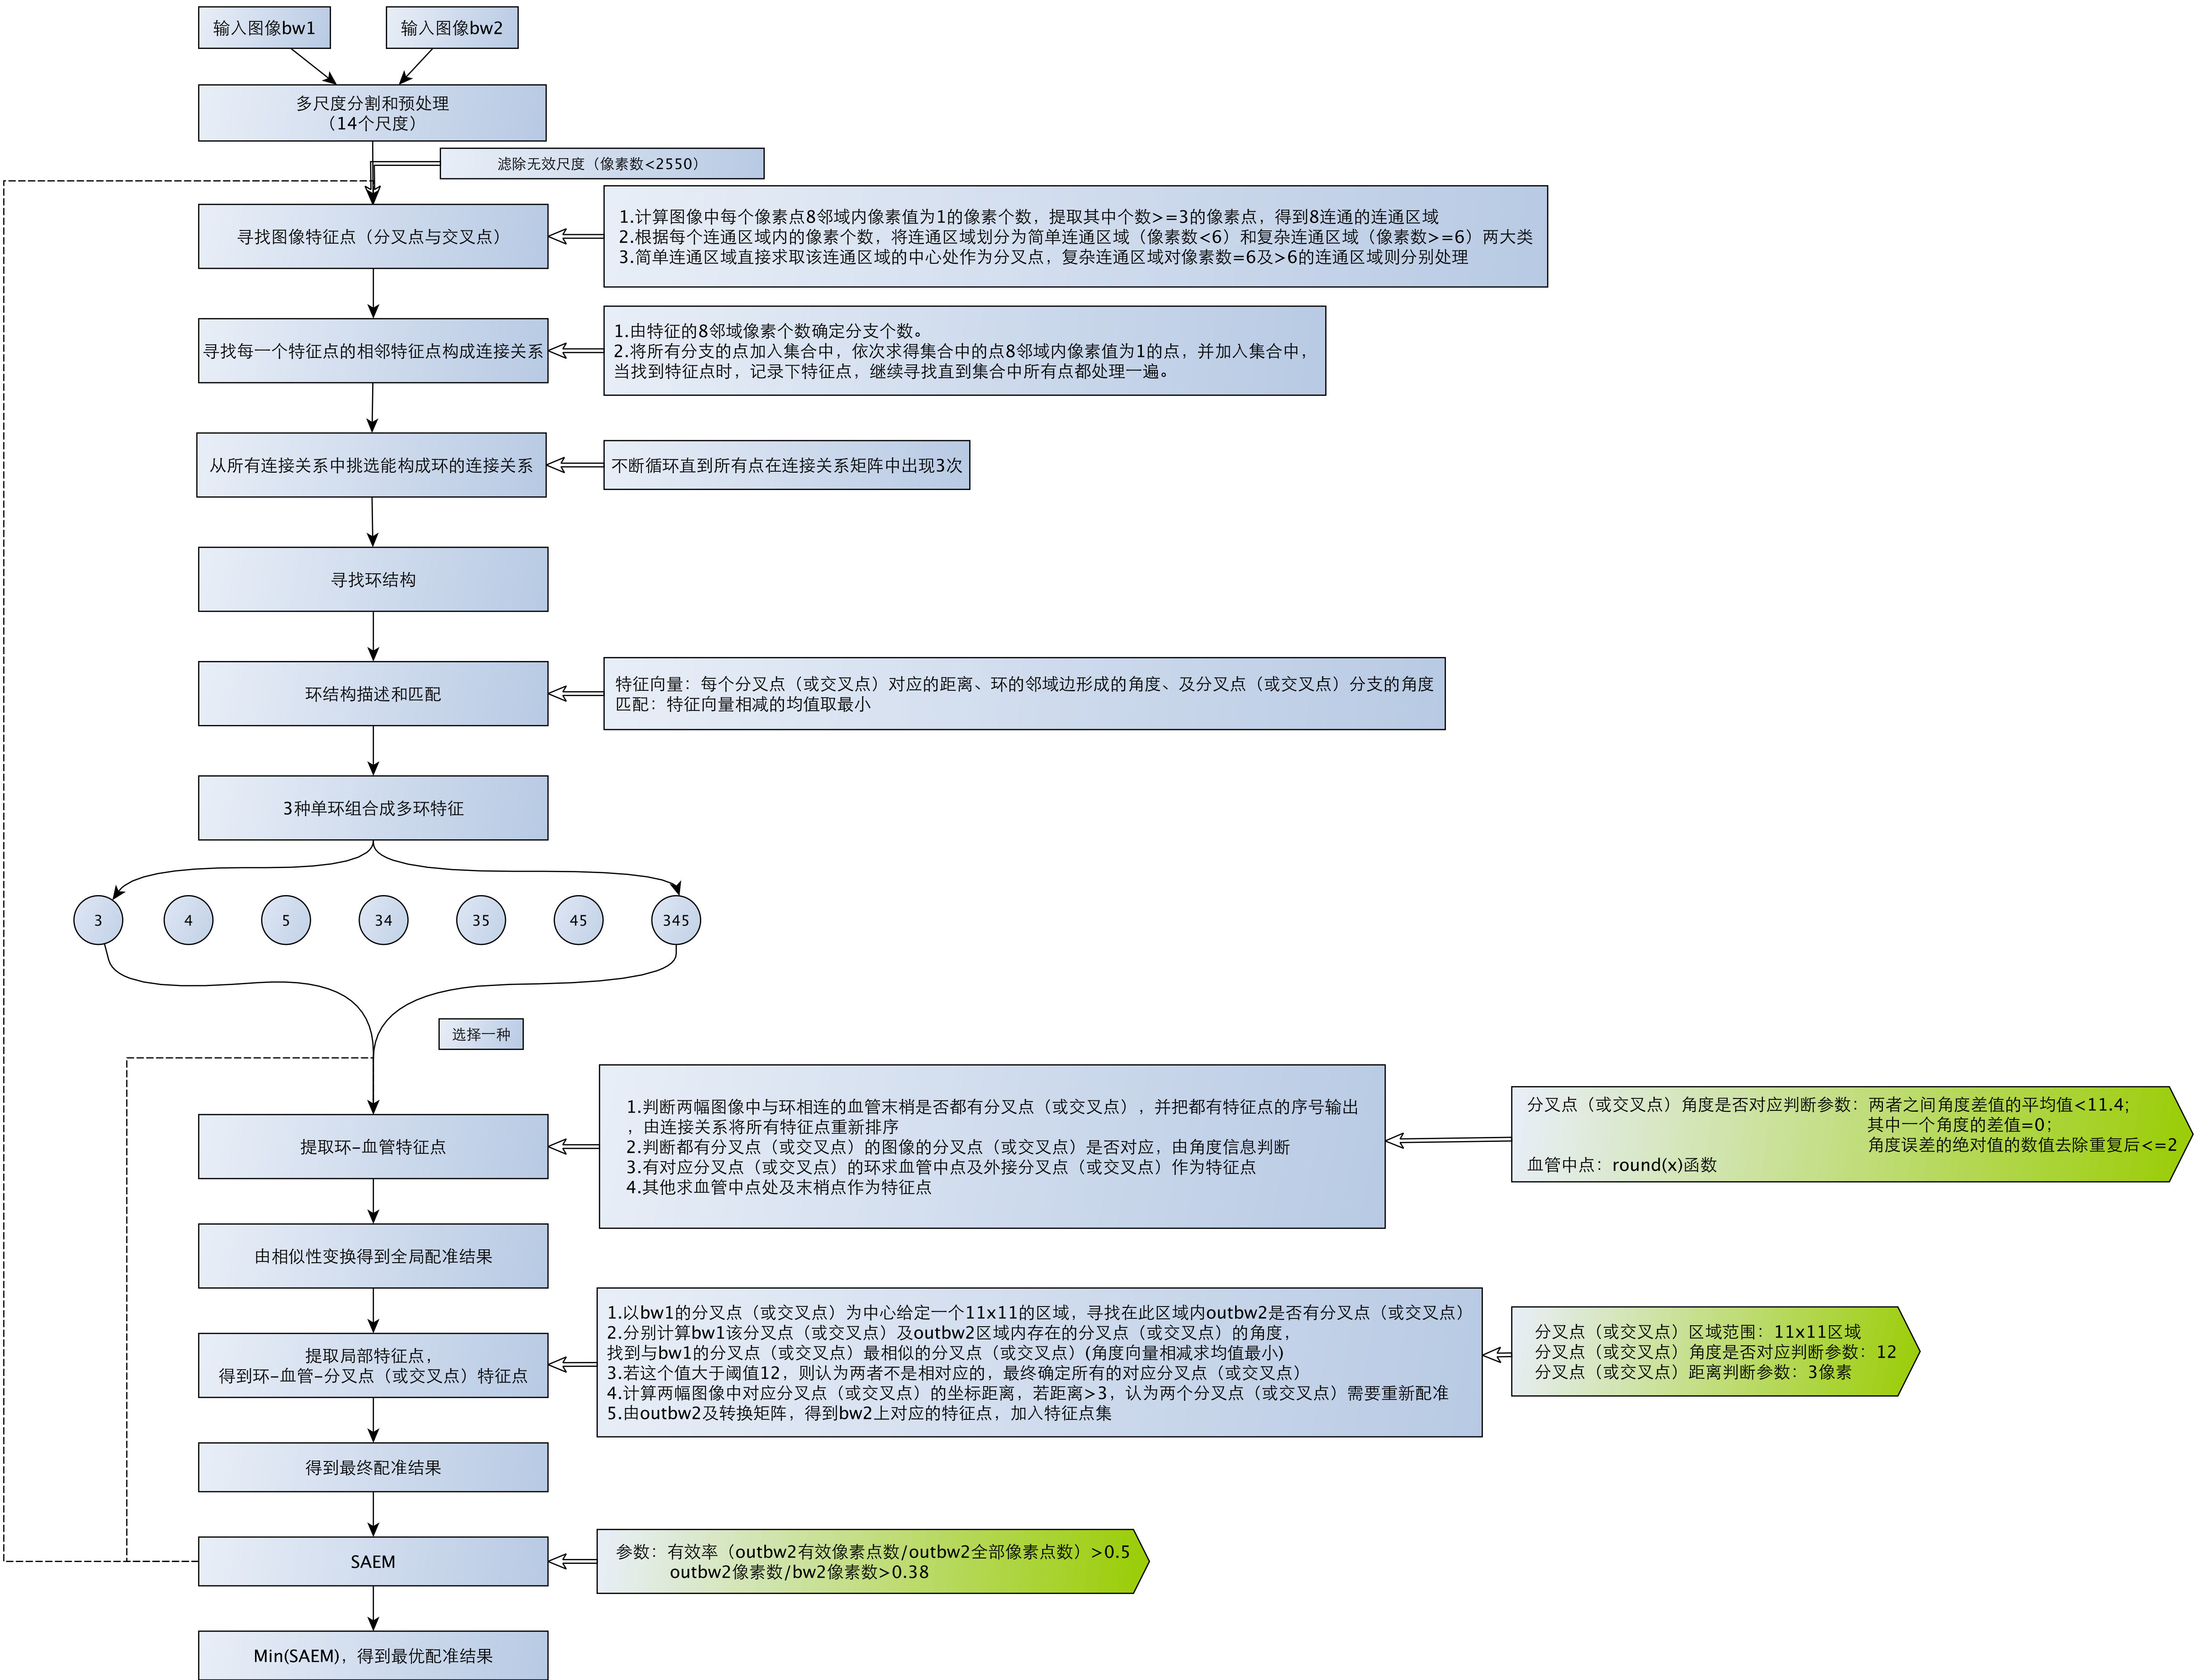 输入图像bw1
输入图像bw2
多尺度分割和预处理
（14个尺度）
滤除无效尺度（像素数<2550）
寻找图像特征点（分叉点与交叉点）
1.计算图像中每个像素点8邻域内像素值为1的像素个数，提取其中个数>=3的像素点，得到8连通的连通区域
2.根据每个连通区域内的像素个数，将连通区域划分为简单连通区域（像素数<6）和复杂连通区域（像素数>=6）两大类
3.简单连通区域直接求取该连通区域的中心处作为分叉点，复杂连通区域对像素数=6及>6的连通区域则分别处理
寻找每一个特征点的相邻特征点构成连接关系
1.由特征的8邻域像素个数确定分支个数。
2.将所有分支的点加入集合中，依次求得集合中的点8邻域内像素值为1的点，并加入集合中，
当找到特征点时，记录下特征点，继续寻找直到集合中所有点都处理一遍。
从所有连接关系中挑选能构成环的连接关系
不断循环直到所有点在连接关系矩阵中出现3次
寻找环结构
环结构描述和匹配
特征向量：每个分叉点（或交叉点）对应的距离、环的邻域边形成的角度、及分叉点（或交叉点）分支的角度
匹配：特征向量相减的均值取最小
3种单环组合成多环特征
3
4
5
34
35
45
345
选择一种
提取环-血管特征点
1.判断两幅图像中与环相连的血管末梢是否都有分叉点（或交叉点），并把都有特征点的序号输出
，由连接关系将所有特征点重新排序
2.判断都有分叉点（或交叉点）的图像的分叉点（或交叉点）是否对应，由角度信息判断
3.有对应分叉点（或交叉点）的环求血管中点及外接分叉点（或交叉点）作为特征点
4.其他求血管中点处及末梢点作为特征点
分叉点（或交叉点）角度是否对应判断参数：两者之间角度差值的平均值<11.4；
其中一个角度的差值=0；
角度误差的绝对值的数值去除重复后<=2
血管中点：round(x)函数
由相似性变换得到全局配准结果
提取局部特征点，
得到环-血管-分叉点（或交叉点）特征点
1.以bw1的分叉点（或交叉点）为中心给定一个11x11的区域，寻找在此区域内outbw2是否有分叉点（或交叉点）
2.分别计算bw1该分叉点（或交叉点）及outbw2区域内存在的分叉点（或交叉点）的角度，
找到与bw1的分叉点（或交叉点）最相似的分叉点（或交叉点）(角度向量相减求均值最小)
3.若这个值大于阈值12，则认为两者不是相对应的，最终确定所有的对应分叉点（或交叉点）
4.计算两幅图像中对应分叉点（或交叉点）的坐标距离，若距离>3，认为两个分叉点（或交叉点）需要重新配准
5.由outbw2及转换矩阵，得到bw2上对应的特征点，加入特征点集
分叉点（或交叉点）区域范围：11x11区域
分叉点（或交叉点）角度是否对应判断参数：12
分叉点（或交叉点）距离判断参数：3像素
得到最终配准结果
SAEM
参数：有效率（outbw2有效像素点数/outbw2全部像素点数）>0.5
outbw2像素数/bw2像素数>0.38
Min(SAEM)，得到最优配准结果